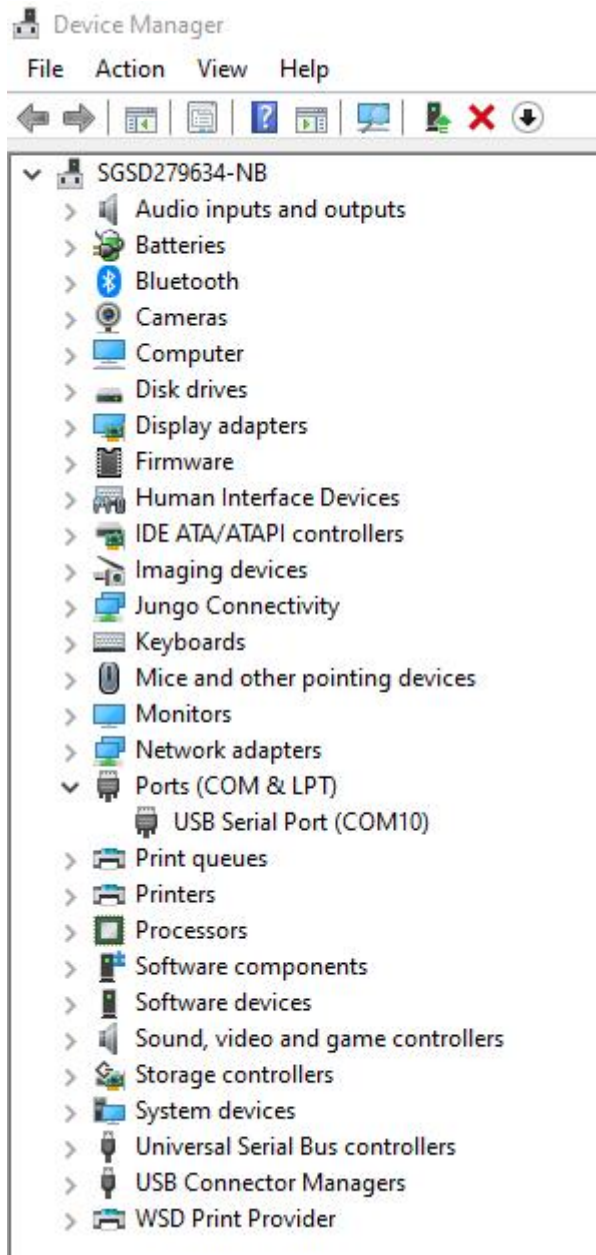 Device Manager
File Action View Help
SGSD279634-NB
Audio inputs and outputs
Batteries
Bluetooth
Cameras
Computer
Disk drives
Display adapters
Firmware
Human Interface Devices
IDE ATA/ATAPI controllers
Imaging devices
Jungo Connectivity
Keyboards
Mice and other pointing devices
Monitors
Network adapters
Ports (COM & LPT)
USB Serial Port (COM10)
Print queues
Printers
Processors
Software components
Software devices
Sound, video and game controllers
Storage controllers
System devices
Universal Serial Bus controllers
USB Connector Managers
WSD Print Provider